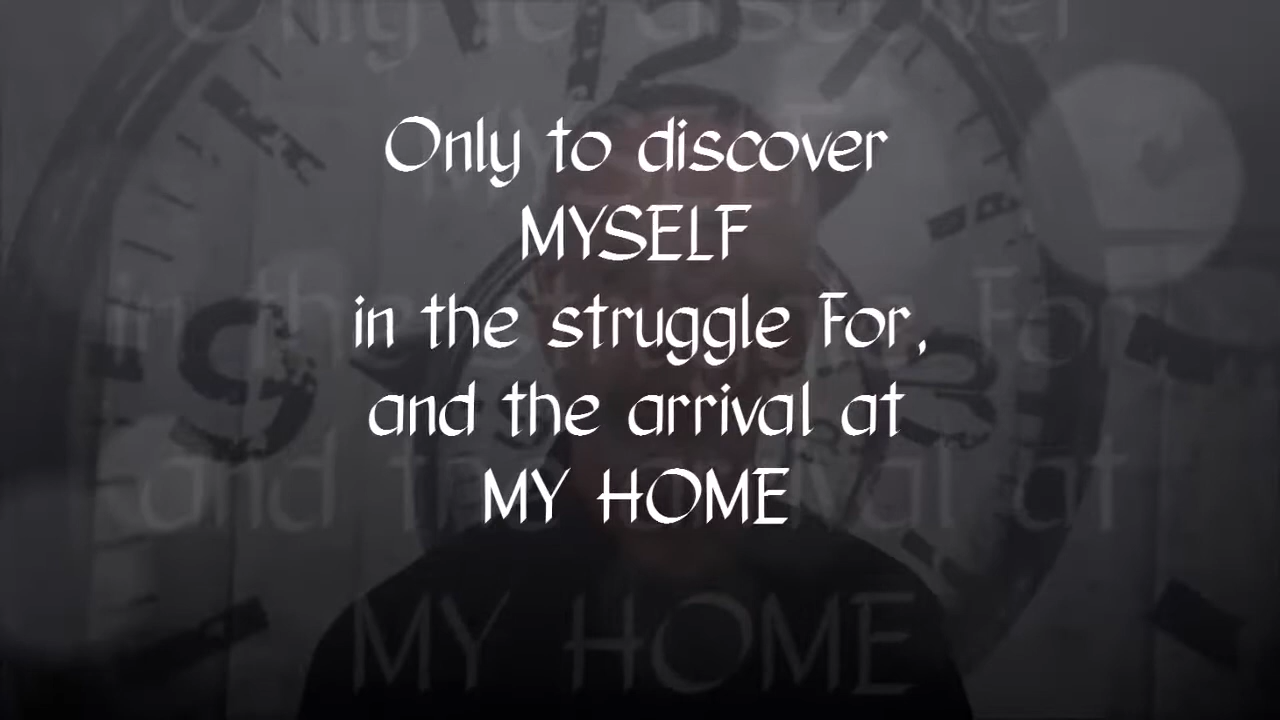 Only to discover
MYSELF
in the struggle For,
and the arrival at
MY HOME